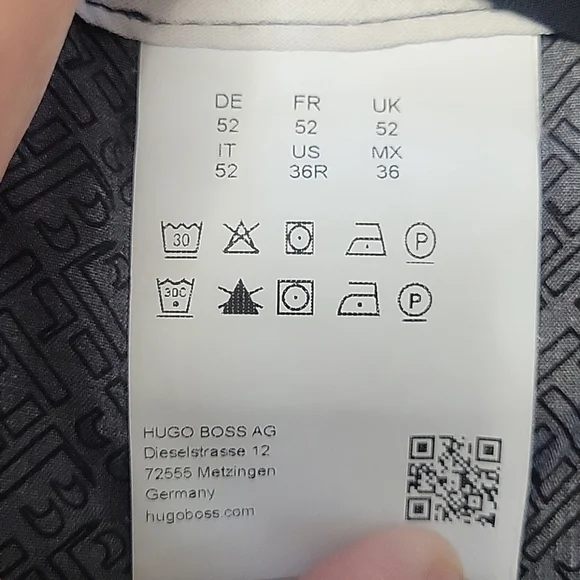 DE FR UK
52 52 52
IT US MX
52 36R 36
30 P
30C P
HUGO BOSS AG
Dieselstrasse 12
72555 Metzingen
Germany
hugoboss.com